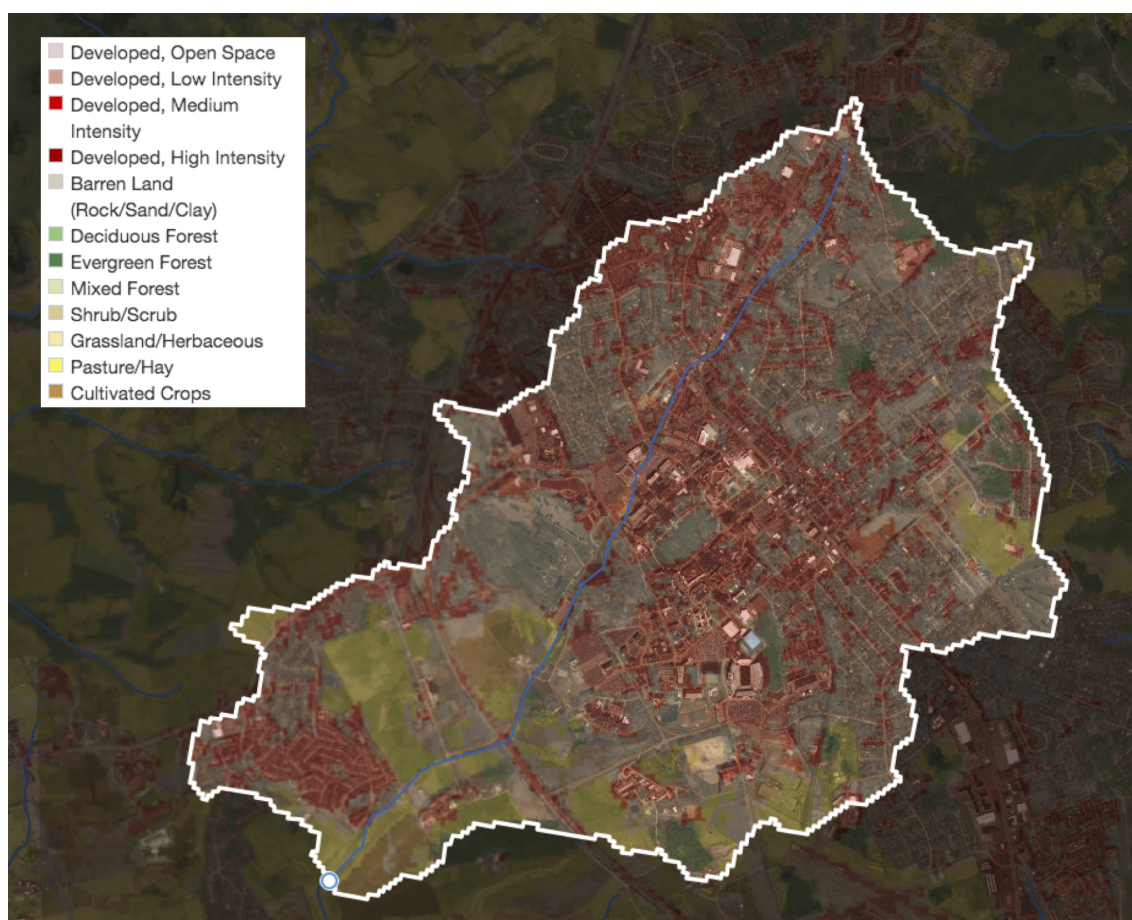 Developed, Open Space
Developed, Low Intensity
Developed, Medium
Intensity
Developed, High Intensity
Barren Land
(Rock/Sand/Clay)
Deciduous Forest
Evergreen Forest
Mixed Forest
Shrub/Scrub
Grassland/Herbaceous
Pasture/Hay
Cultivated Crops